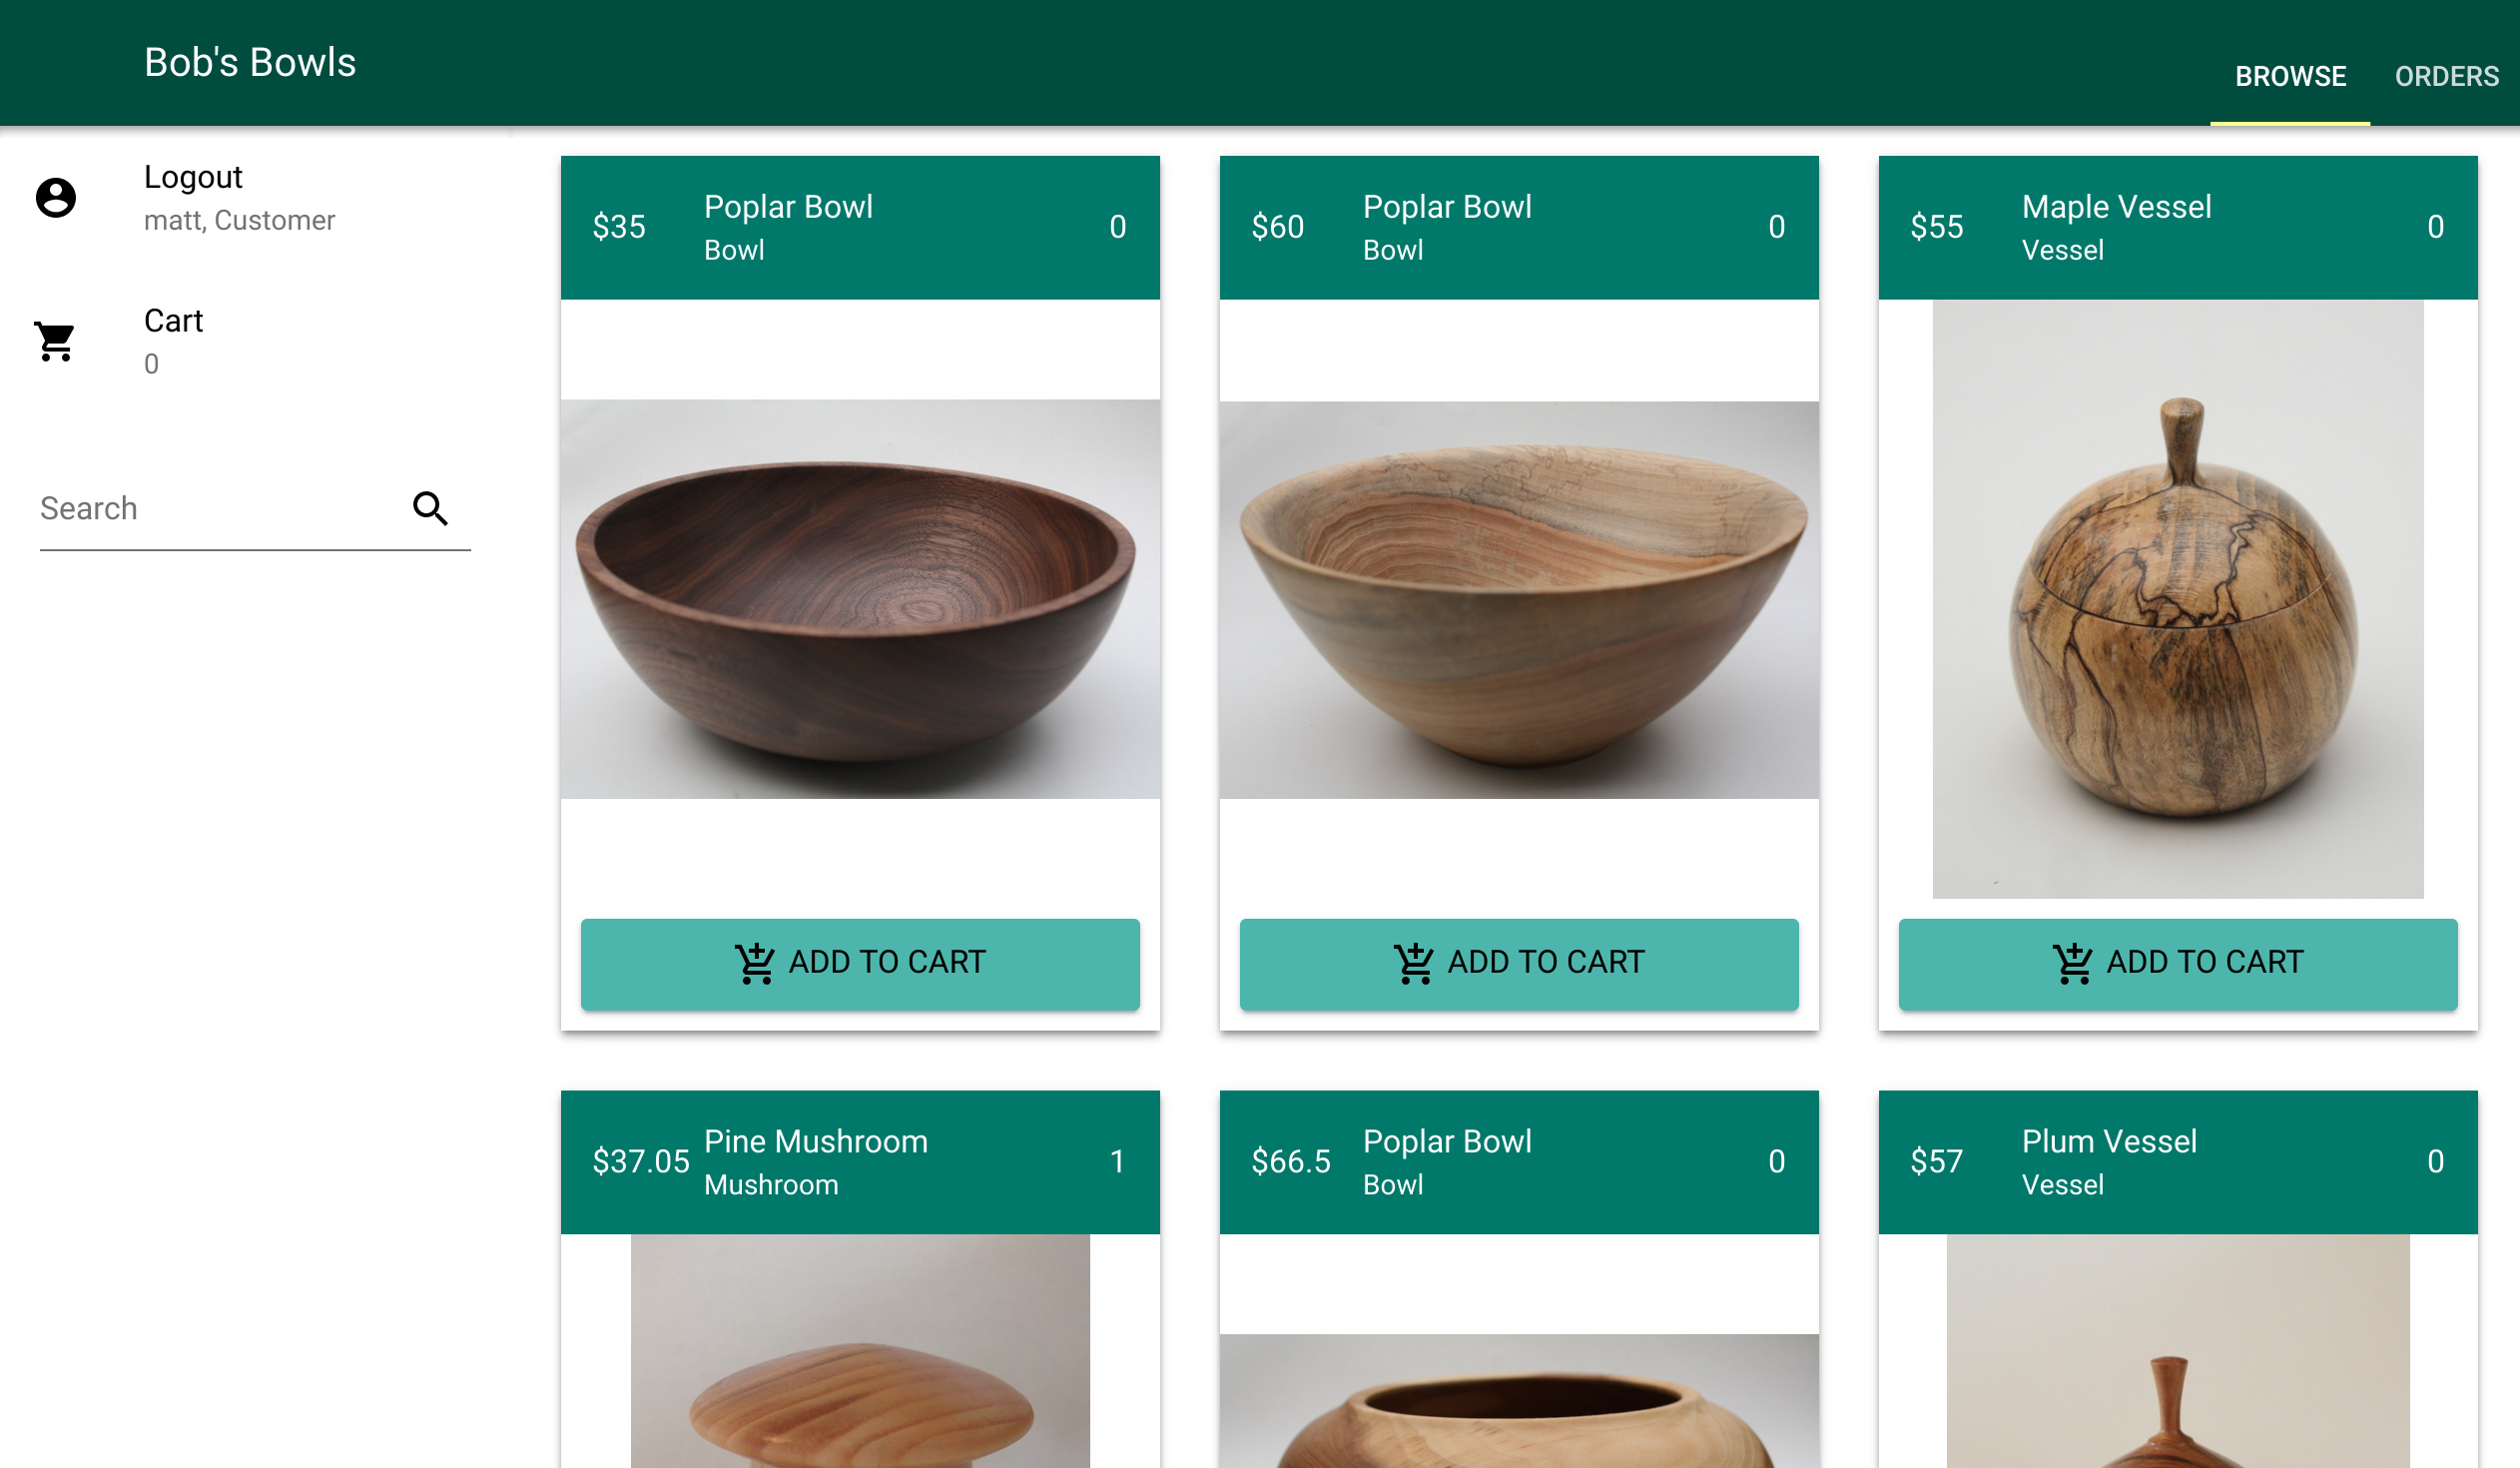 Bob's Bowls
BROWSE
ORDERS
Logout
matt, Customer
Cart
0
Search
$35
Poplar Bowl
Bowl
0
ADD TO CART
$60
Poplar Bowl
Bowl
0
ADD TO CART
$55
Maple Vessel
Vessel
0
ADD TO CART
$37.05
Pine Mushroom
Mushroom
1
$66.5
Poplar Bowl
Bowl
0
$57
Plum Vessel
Vessel
0